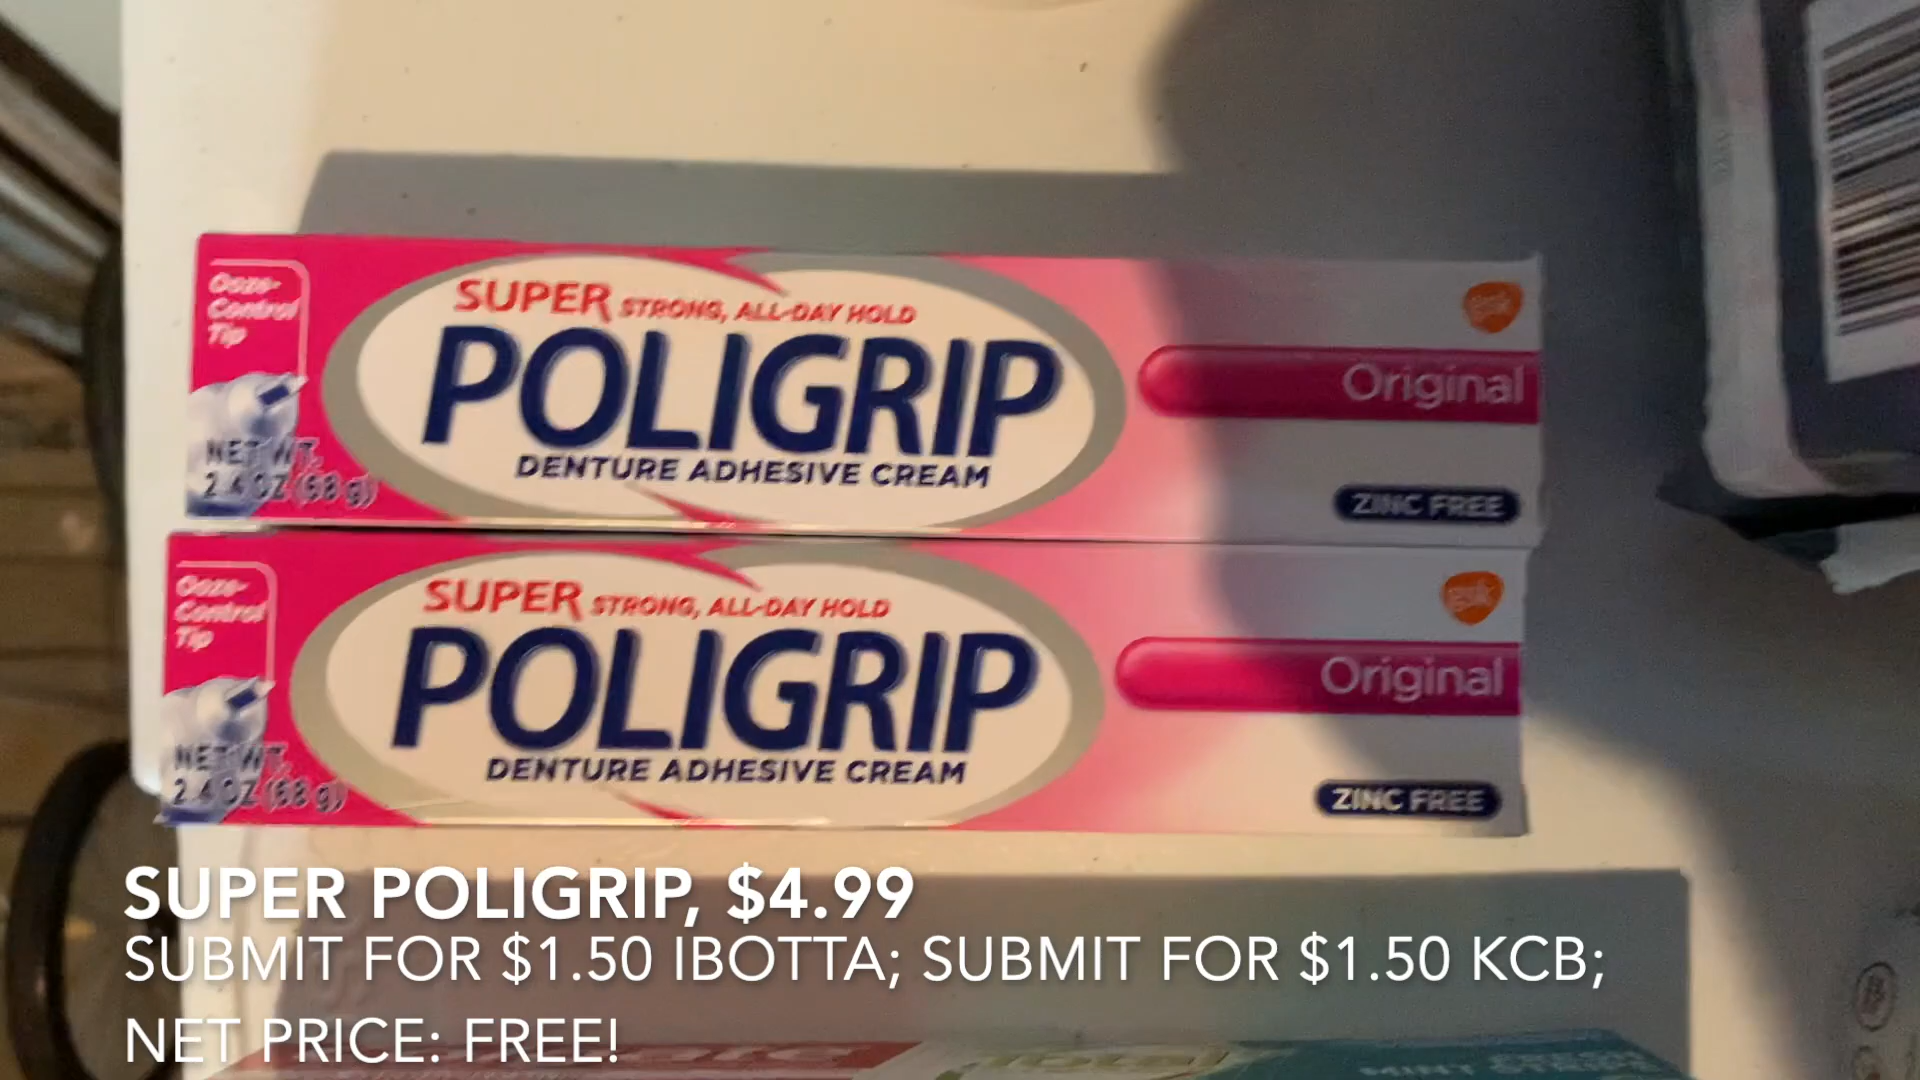 Ooze-
Control
Tip
SUPER STRONG, ALL-DAY HOLD
POLIGRIP
DENTURE ADHESIVE CREAM
NET WT.
2.4 OZ (68 g)
gsk
Original
ZINC FREE
Ooze-
Control
Tip
SUPER STRONG, ALL-DAY HOLD
POLIGRIP
DENTURE ADHESIVE CREAM
NET WT.
2.4 OZ (68 g)
gsk
Original
ZINC FREE
SUPER POLIGRIP, $4.99
SUBMIT FOR $1.50 IBOTTA; SUBMIT FOR $1.50 KCB;
NET PRICE: FREE!